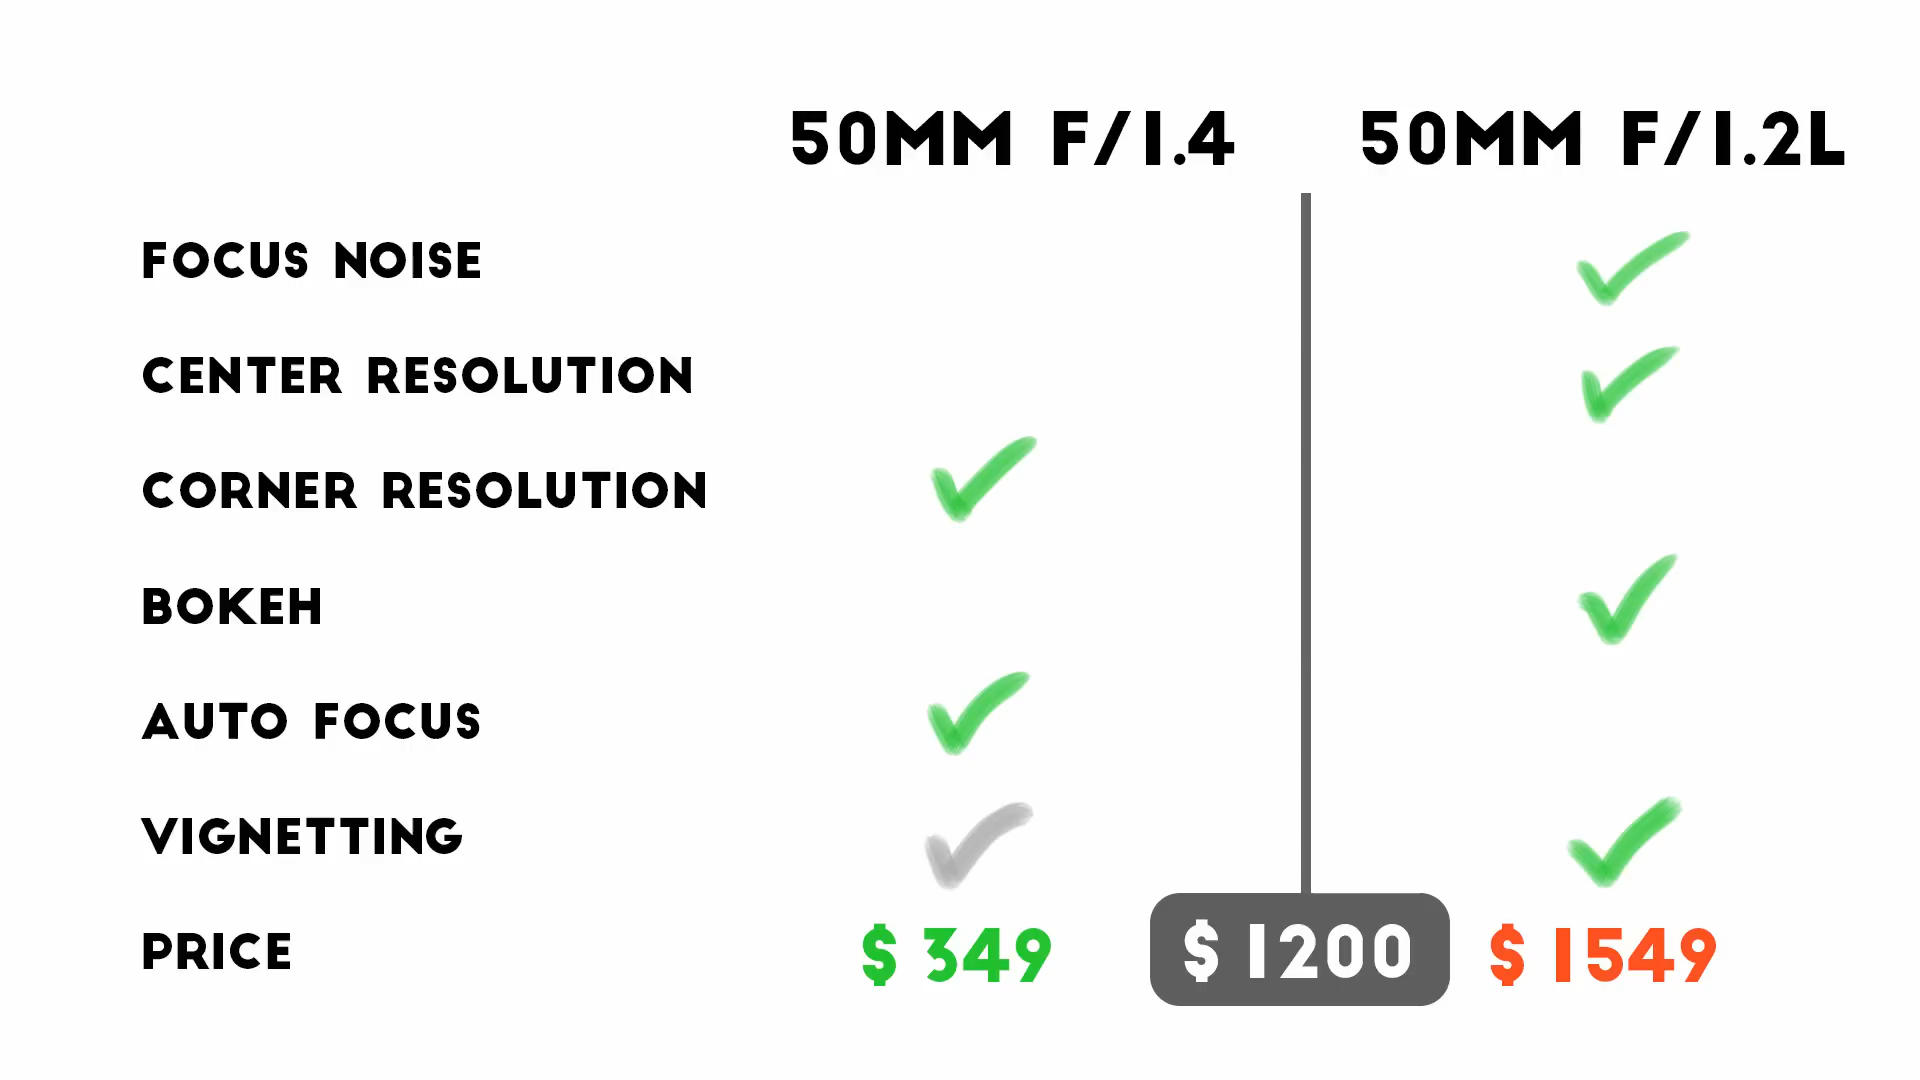 50MM F/1.4 50MM F/1.2L
FOCUS NOISE
CENTER RESOLUTION
CORNER RESOLUTION
BOKEH
AUTO FOCUS
VIGNETTING
PRICE $ 349 $ 1200 $ 1549